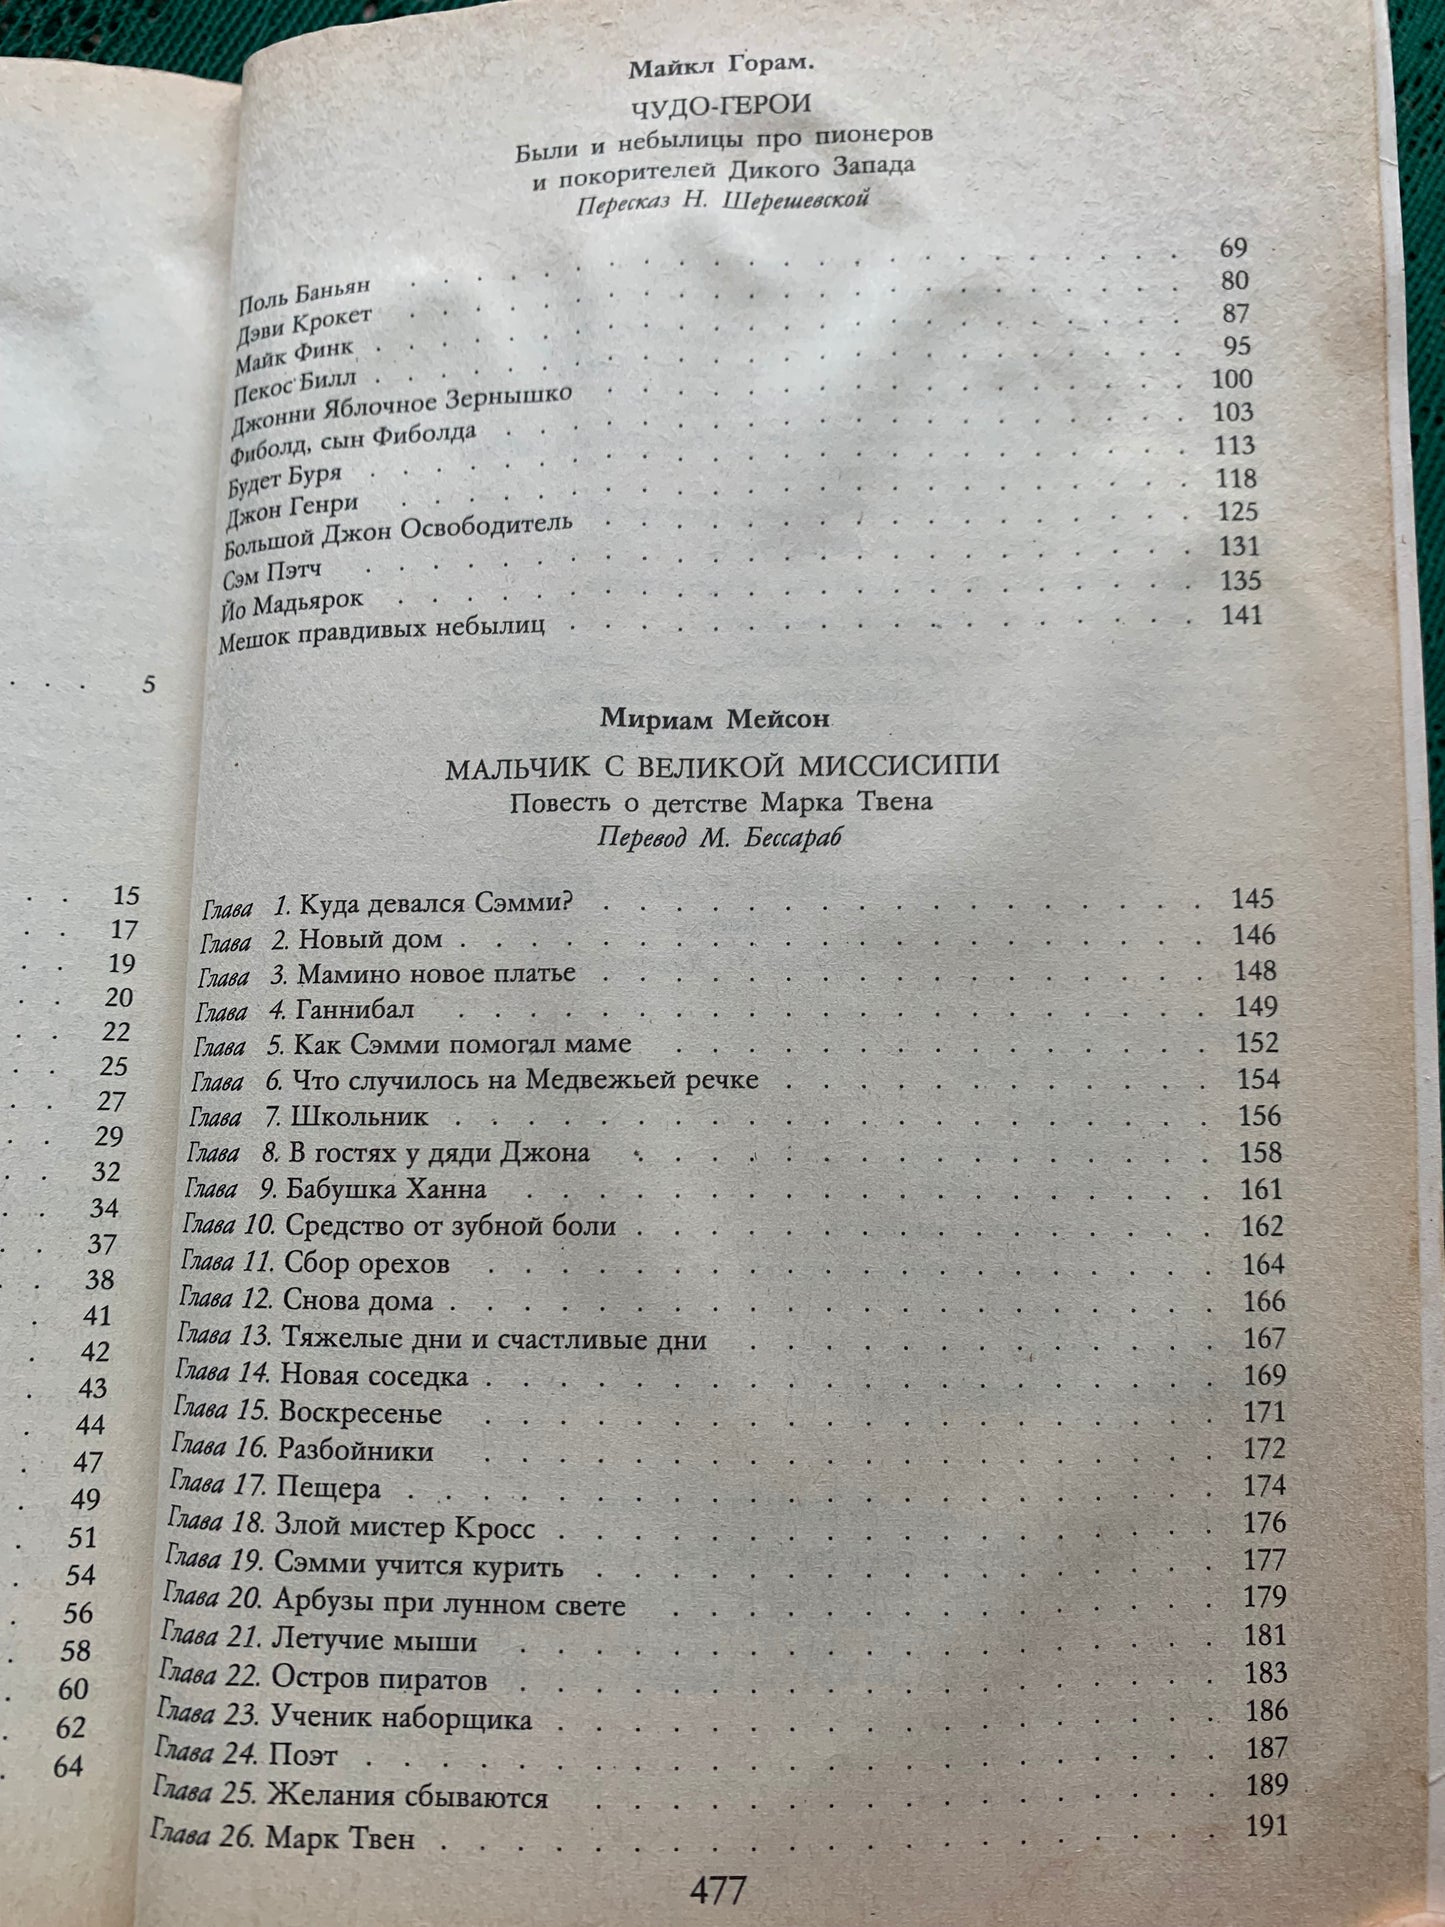 5
15
17
19
20
22
25
27
29
32
34
37
38
41
42
43
44
47
49
51
54
56
58
60
62
64
Майкл Горам.
ЧУДО-ГЕРОИ
Были и небылицы про пионеров
и покорителей Дикого Запада
Пересказ Н. Шерешевской
Поль Баньян . . . . . . . . . . . . . . . . . . . 69
Дэви Крокет . . . . . . . . . . . . . . . . . . . 80
Майк Финк . . . . . . . . . . . . . . . . . . . 87
Пекос Билл . . . . . . . . . . . . . . . . . . . 95
Джонни Яблочное Зернышко . . . . . . . . . . . . . 100
Фиболд, сын Фиболда . . . . . . . . . . . . . . . . 103
Будет Буря . . . . . . . . . . . . . . . . . . . 113
Джон Генри . . . . . . . . . . . . . . . . . . . 118
Большой Джон Освободитель . . . . . . . . . . . . . 125
Сэм Пэтч . . . . . . . . . . . . . . . . . . . 131
Йо Мадьярок . . . . . . . . . . . . . . . . . . . 135
Мешок правдивых небылиц . . . . . . . . . . . . . . 141
Мириам Мейсон
МАЛЬЧИК С ВЕЛИКОЙ МИССИСИПИ
Повесть о детстве Марка Твена
Перевод М. Бессараб
Глава 1. Куда девался Сэмми? . . . . . . . . . . . . . . 145
Глава 2. Новый дом . . . . . . . . . . . . . . . . . 146
Глава 3. Мамино новое платье . . . . . . . . . . . . . . 148
Глава 4. Ганнибал . . . . . . . . . . . . . . . . . 149
Глава 5. Как Сэмми помогал маме . . . . . . . . . . . . 152
Глава 6. Что случилось на Медвежьей речке . . . . . . . . . 154
Глава 7. Школьник . . . . . . . . . . . . . . . . . 156
Глава 8. В гостях у дяди Джона . . . . . . . . . . . . . 158
Глава 9. Бабушка Ханна . . . . . . . . . . . . . . . 161
Глава 10. Средство от зубной боли . . . . . . . . . . . . 162
Глава 11. Сбор орехов . . . . . . . . . . . . . . . . 164
Глава 12. Снова дома . . . . . . . . . . . . . . . . . 166
Глава 13. Тяжелые дни и счастливые дни . . . . . . . . . . 167
Глава 14. Новая соседка . . . . . . . . . . . . . . . . 169
Глава 15. Воскресенье . . . . . . . . . . . . . . . . 171
Глава 16. Разбойники . . . . . . . . . . . . . . . . 172
Глава 17. Пещера . . . . . . . . . . . . . . . . . . 174
Глава 18. Злой мистер Кросс . . . . . . . . . . . . . . 176
Глава 19. Сэмми учится курить . . . . . . . . . . . . . 177
Глава 20. Арбузы при лунном свете . . . . . . . . . . . . 179
Глава 21. Летучие мыши . . . . . . . . . . . . . . . 181
Глава 22. Остров пиратов . . . . . . . . . . . . . . . 183
Глава 23. Ученик наборщика . . . . . . . . . . . . . . 186
Глава 24. Поэт . . . . . . . . . . . . . . . . . . . 187
Глава 25. Желания сбываются . . . . . . . . . . . . . 189
Глава 26. Марк Твен . . . . . . . . . . . . . . . . . 191
477